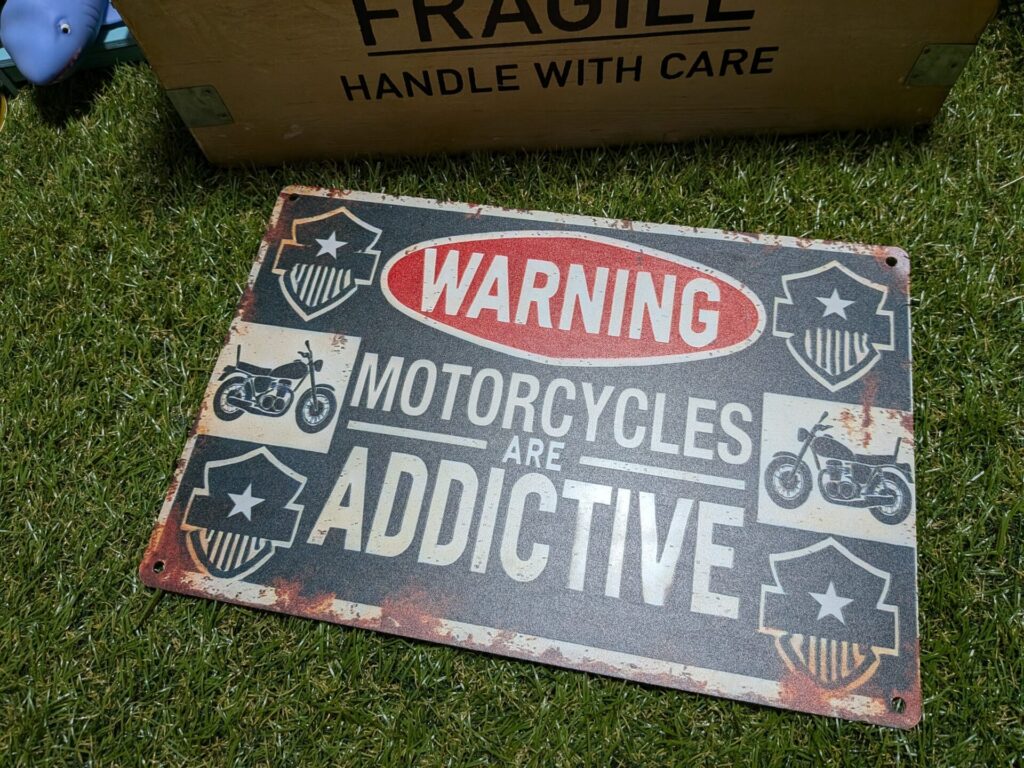 FRAGILE
HANDLE WITH CARE
WARNING
MOTORCYCLES
ARE
ADDICTIVE